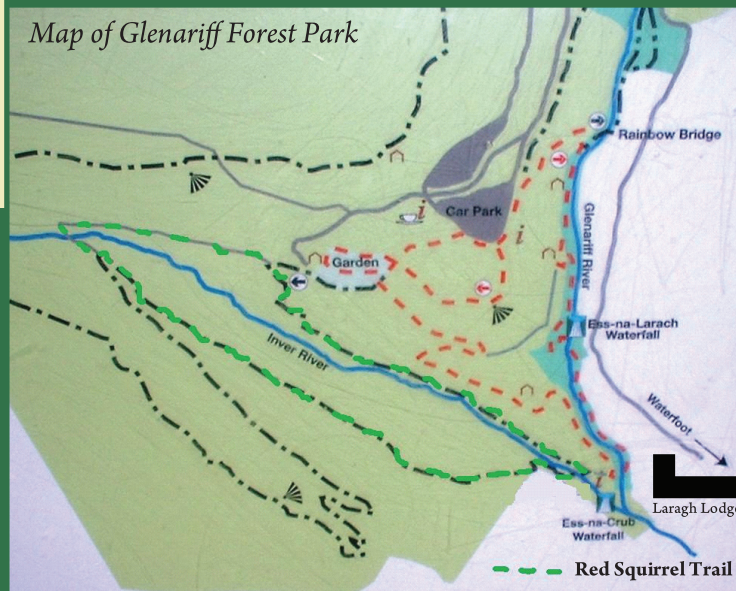 Map of Glenariff Forest Park
Rainbow Bridge
i
Car Park
i
Garden
Glenariff River
Ess-na-Larach
Waterfall
Inver River
Waterfoot
i
Laragh Lodge
Ess-na-Crub
Waterfall
Red Squirrel Trail